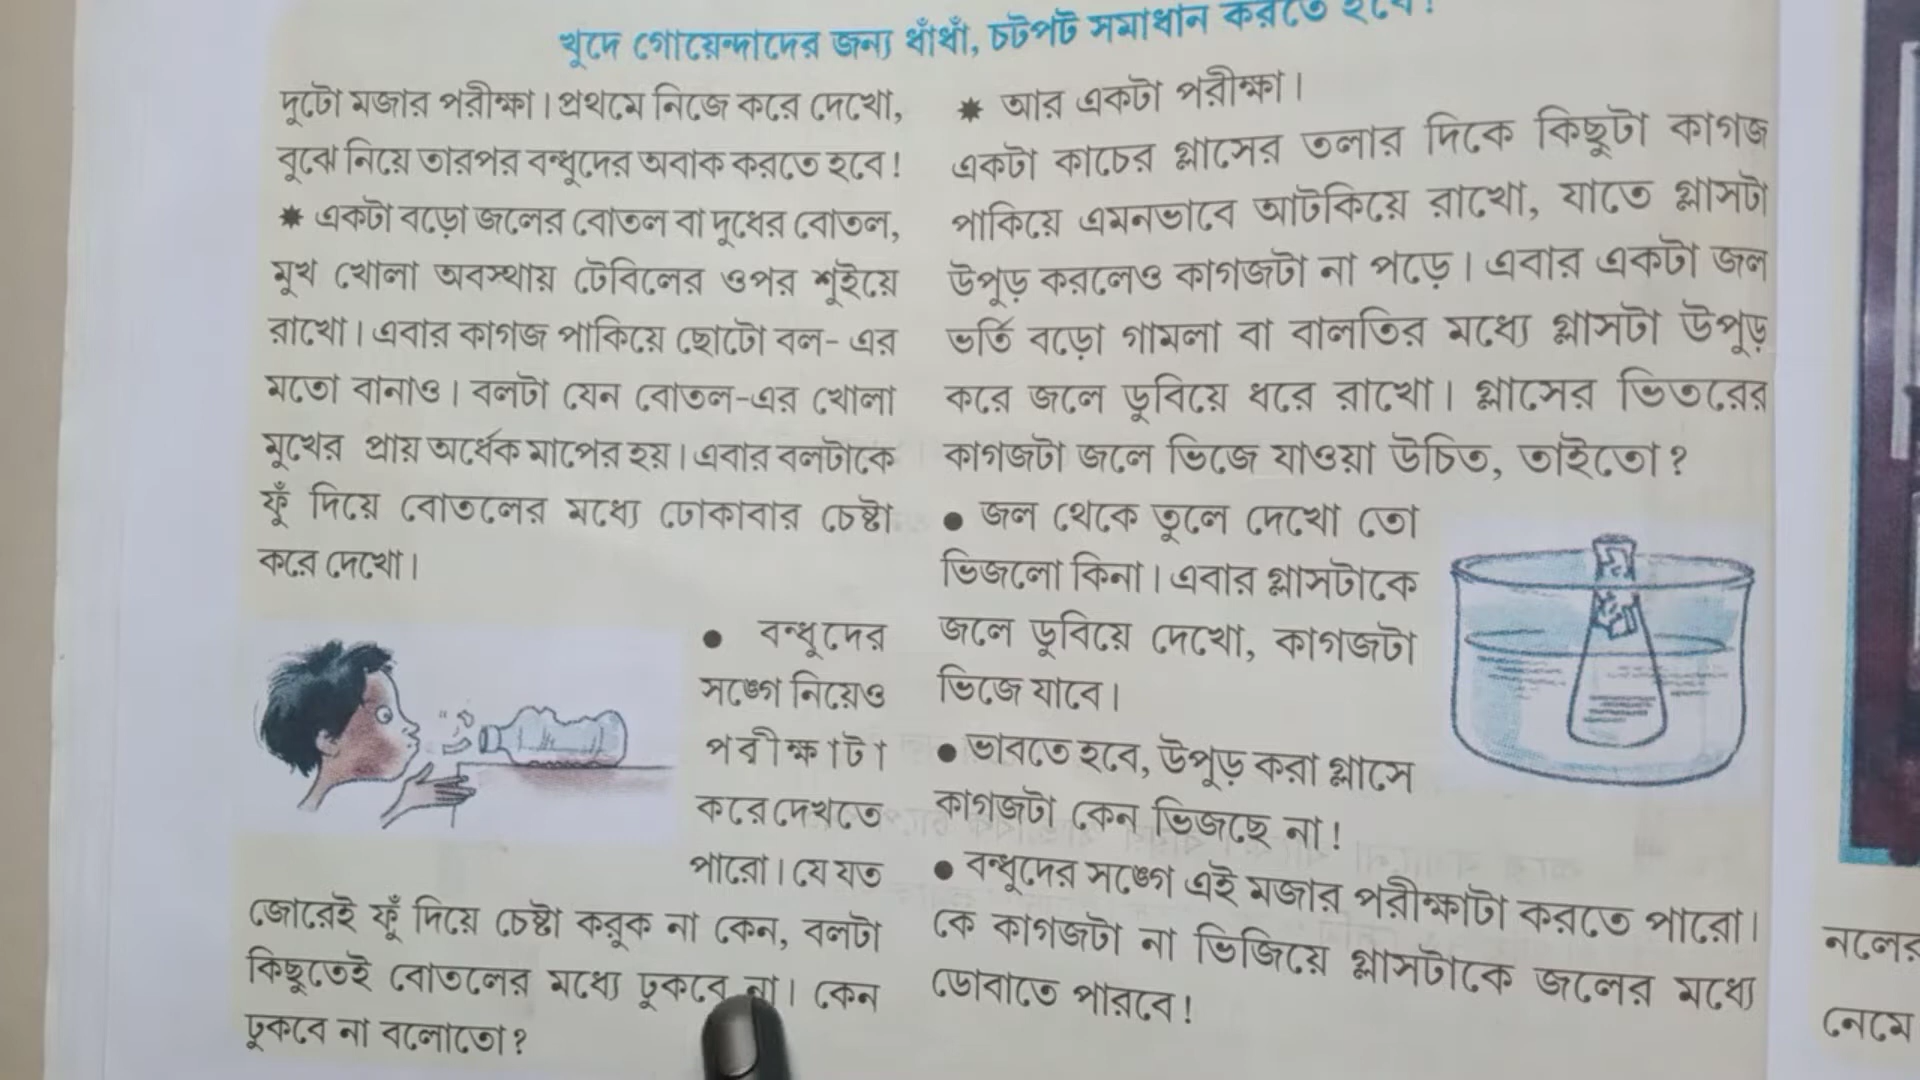 খুদে গোয়েন্দাদের জন্য ধাঁধাঁ, চটপট সমাধান করতে হবে!
দুটো মজার পরীক্ষা। প্রথমে নিজে করে দেখো,
বুঝে নিয়ে তারপর বন্ধুদের অবাক করতে হবে!
✷ একটা বড়ো জলের বোতল বা দুধের বোতল,
মুখ খোলা অবস্থায় টেবিলের ওপর শুইয়ে
রাখো। এবার কাগজ পাকিয়ে ছোটো বল- এর
মতো বানাও। বলটা যেন বোতল-এর খোলা
মুখের প্রায় অর্ধেক মাপের হয়। এবার বলটাকে
ফুঁ দিয়ে বোতলের মধ্যে ঢোকাবার চেষ্টা
করে দেখো।
● বন্ধুদের
সঙ্গে নিয়েও
পরীক্ষাটা
করে দেখতে
পারো। যে যত
জোরেই ফুঁ দিয়ে চেষ্টা করুক না কেন, বলটা
কিছুতেই বোতলের মধ্যে ঢুকবে না। কেন
ঢুকবে না বলোতো?
✷ আর একটা পরীক্ষা।
একটা কাচের গ্লাসের তলার দিকে কিছুটা কাগজ
পাকিয়ে এমনভাবে আটকিয়ে রাখো, যাতে গ্লাসটা
উপুড় করলেও কাগজটা না পড়ে। এবার একটা জল
ভর্তি বড়ো গামলা বা বালতির মধ্যে গ্লাসটা উপুড়
করে জলে ডুবিয়ে ধরে রাখো। গ্লাসের ভিতরের
কাগজটা জলে ভিজে যাওয়া উচিত, তাইতো?
● জল থেকে তুলে দেখো তো
ভিজলো কিনা। এবার গ্লাসটাকে
জলে ডুবিয়ে দেখো, কাগজটা
ভিজে যাবে।
● ভাবতে হবে, উপুড় করা গ্লাসে
কাগজটা কেন ভিজছে না!
● বন্ধুদের সঙ্গে এই মজার পরীক্ষাটা করতে পারো।
কে কাগজটা না ভিজিয়ে গ্লাসটাকে জলের মধ্যে
ডোবাতে পারবে!
নলের
নেমে